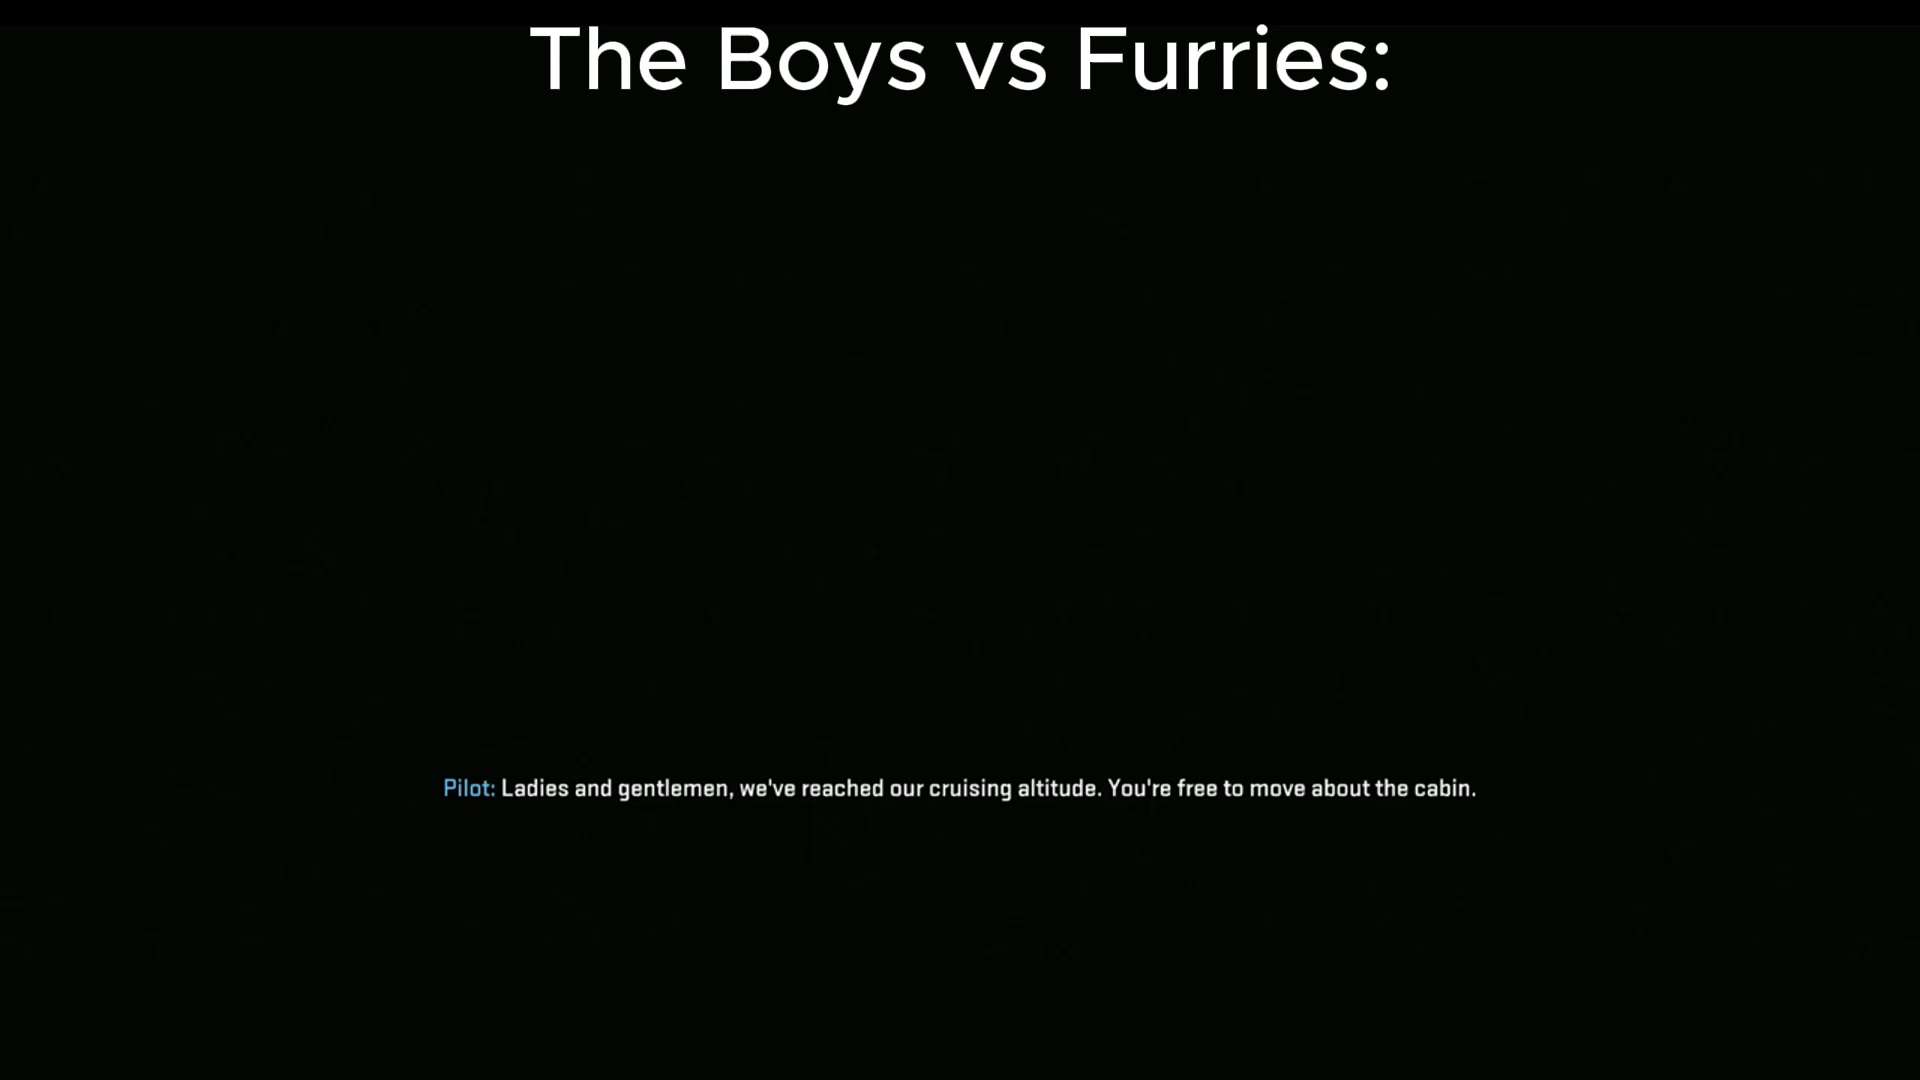 The Boys vs Furries:
Pilot: Ladies and gentlemen, we've reached our cruising altitude. You're free to move about the cabin.